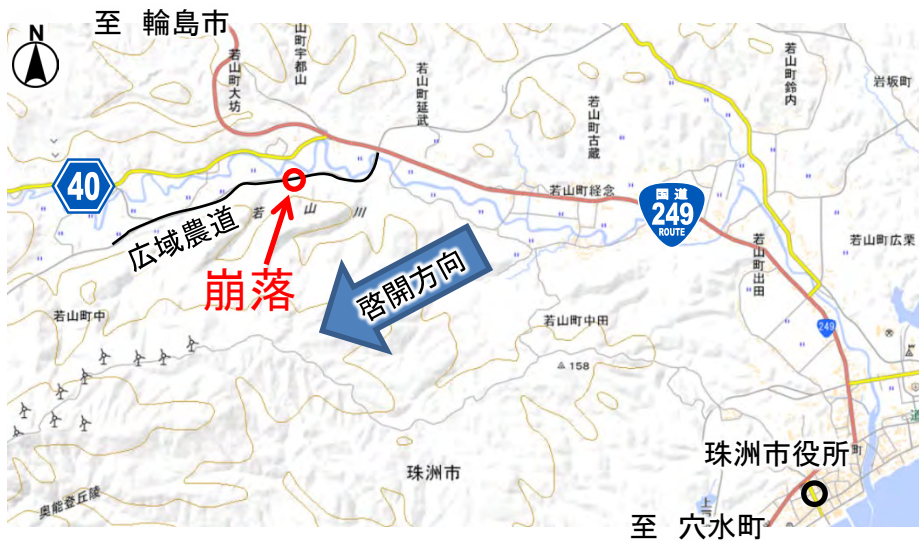 至 輪島市
N
若山町宇都山
若山町大坊
若山町延武
若山町古蔵
若山町鈴内
岩坂町
40
広域農道
若山川
崩落
啓開方向
若山町経念
国道
249
ROUTE
若山町出田
若山町広栗
249
若山町中
若山町中田
158
珠洲市
奥能登丘陵
珠洲市役所
町
上戸
道
至 穴水町